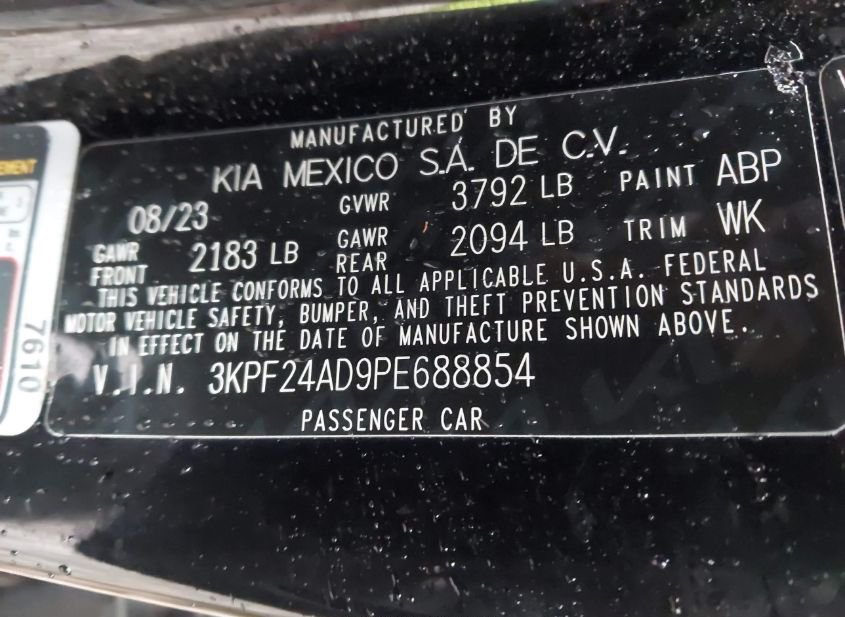 EMENT
7610
MANUFACTURED BY
KIA MEXICO S.A. DE C.V.
08/23 GVWR 3792 LB PAINT ABP
GAWR FRONT 2183 LB GAWR REAR 2094 LB TRIM WK
THIS VEHICLE CONFORMS TO ALL APPLICABLE U.S.A. FEDERAL
MOTOR VEHICLE SAFETY, BUMPER, AND THEFT PREVENTION STANDARDS
IN EFFECT ON THE DATE OF MANUFACTURE SHOWN ABOVE.
V.I.N. 3KPF24AD9PE688854
PASSENGER CAR